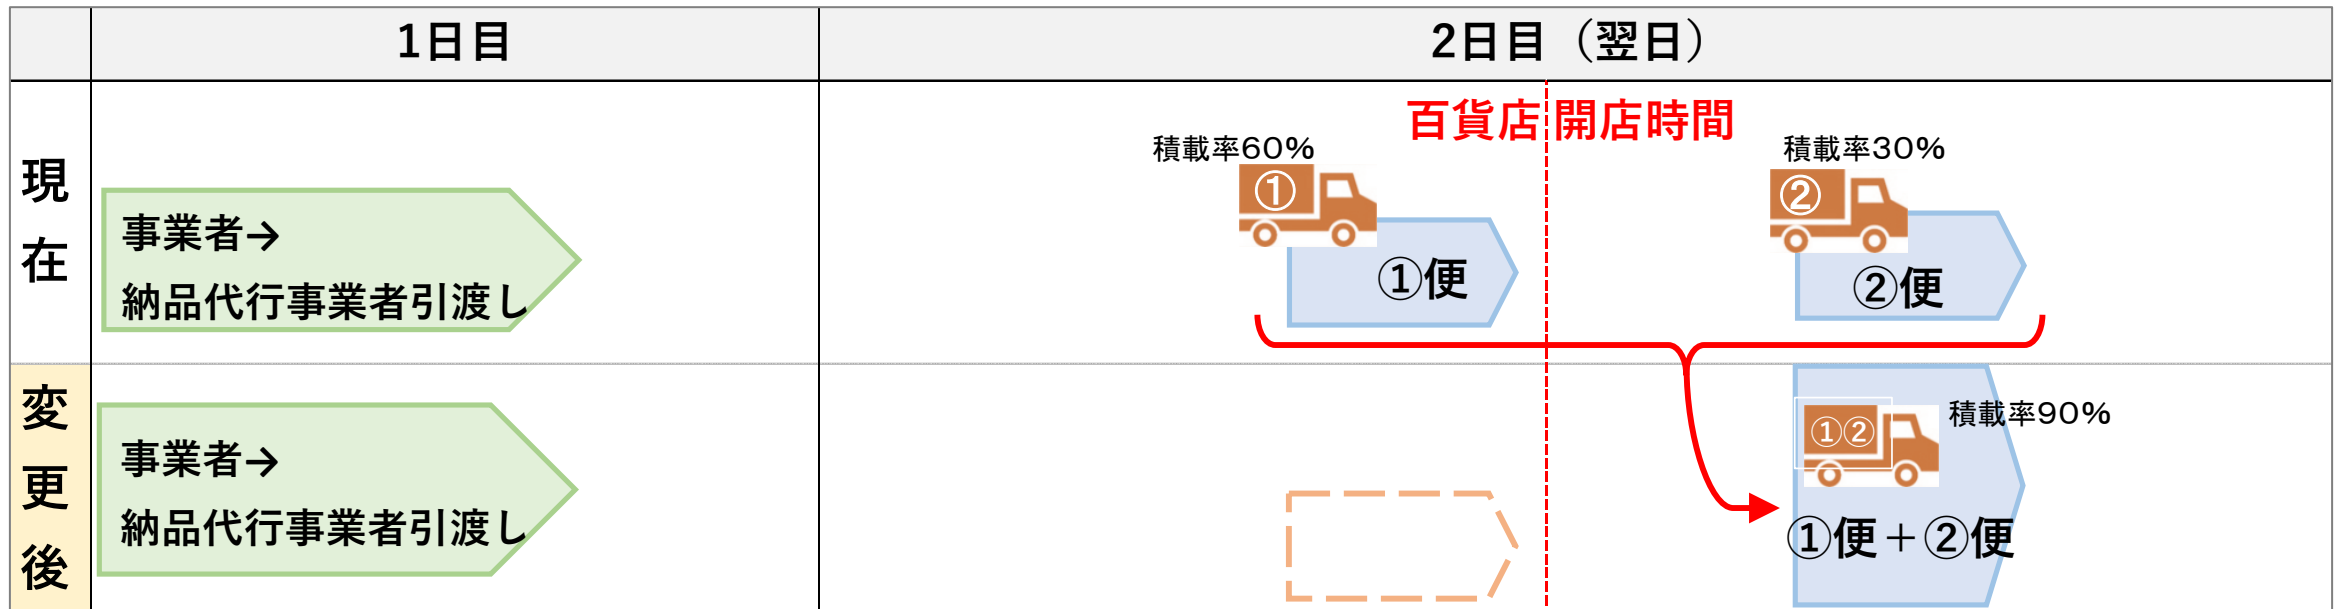 1日目
2日目（翌日）
現在
事業者→
納品代行事業者引渡し
積載率60%
①
①便
百貨店開店時間
積載率30%
②
②便
変更後
事業者→
納品代行事業者引渡し
①②
積載率90%
①便＋②便